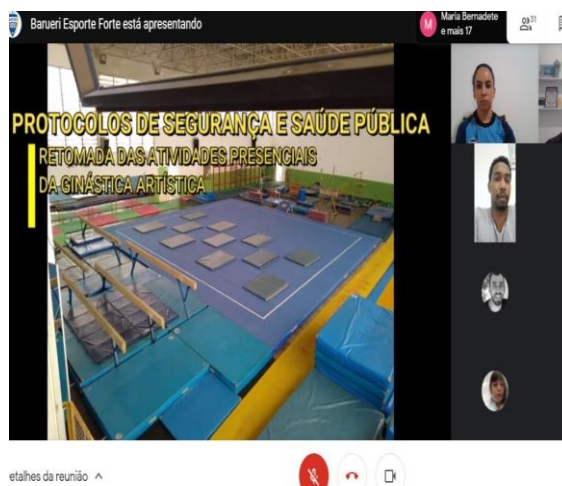 Barueri Esporte Forte está apresentando
M
Maria Bernadete
e mais 17
31
PROTOCOLOS DE SEGURANÇA E SAÚDE PÚBLICA
RETOMADA DAS ATIVIDADES PRESENCIAIS
DA GINÁSTICA ARTÍSTICA
etalhes da reunião